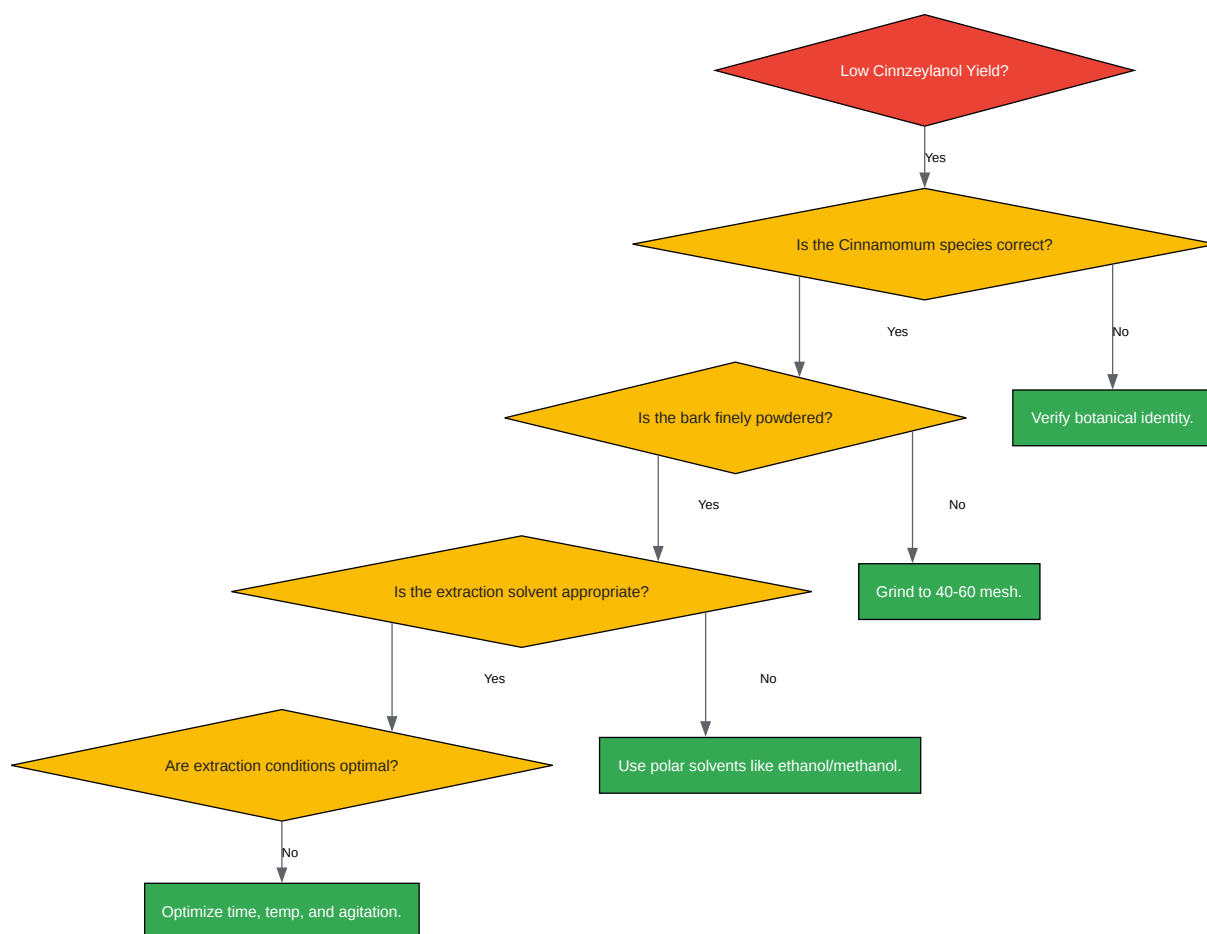 Low Cinnzeylanol Yield?
Yes
Is the Cinnamomum species correct?
Yes
No
Is the bark finely powdered?
Verify botanical identity.
Yes
No
Is the extraction solvent appropriate?
Grind to 40-60 mesh.
Yes
No
Are extraction conditions optimal?
Use polar solvents like ethanol/methanol.
No
Optimize time, temp, and agitation.